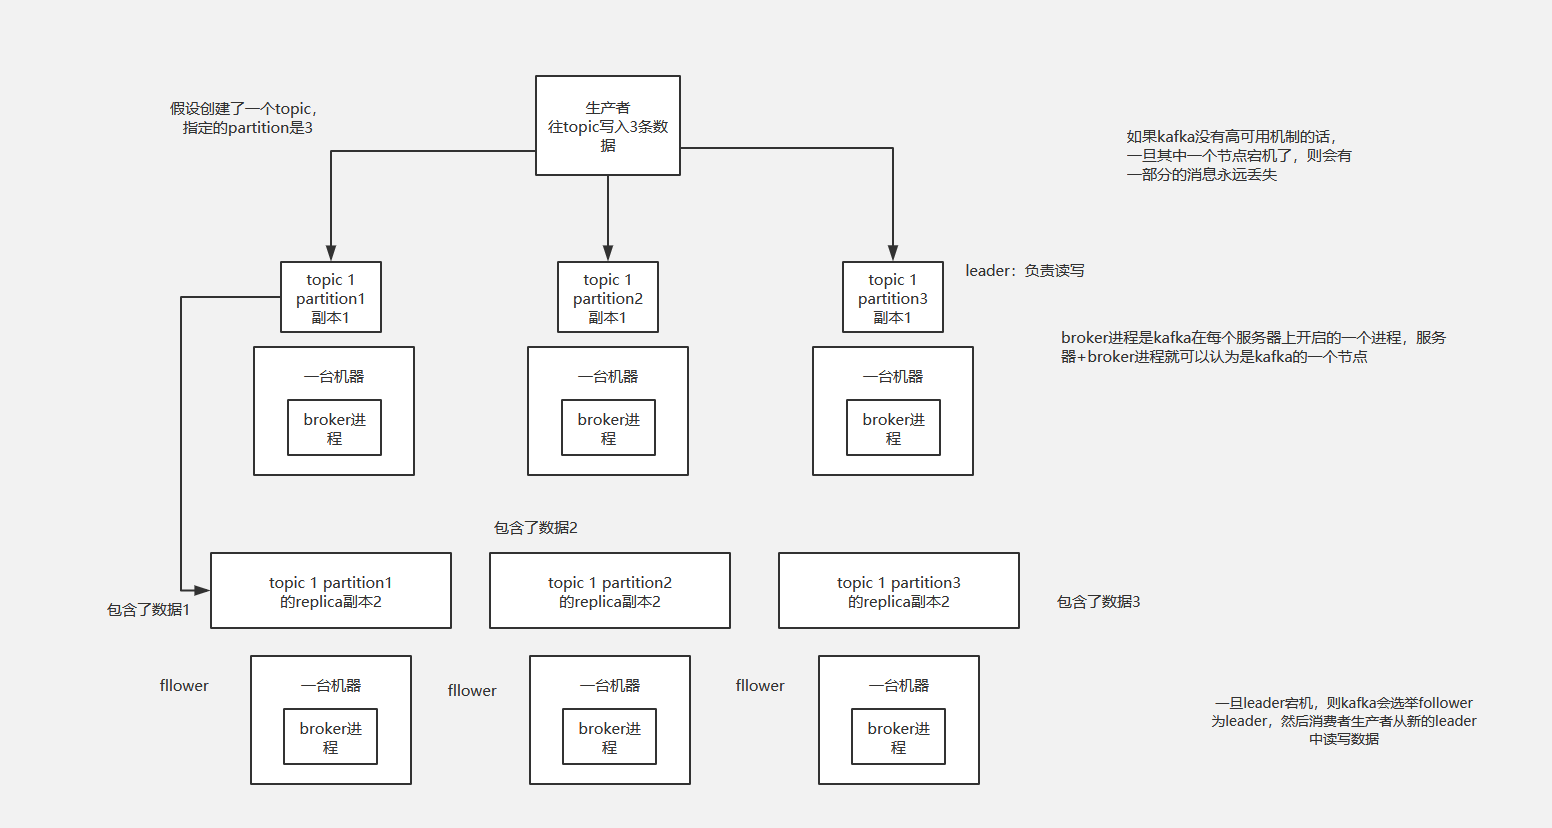 假设创建了一个topic，
指定的partition是3
生产者
往topic写入3条数
据
如果kafka没有高可用机制的话，
一旦其中一个节点宕机了，则会有
一部分的消息永远丢失
topic 1
partition1
副本1
topic 1
partition2
副本1
topic 1
partition3
副本1
leader：负责读写
broker进程是kafka在每个服务器上开启的一个进程，服务
器+broker进程就可以认为是kafka的一个节点
一台机器
broker进
程
一台机器
broker进
程
一台机器
broker进
程
包含了数据2
topic 1 partition1
的replica副本2
topic 1 partition2
的replica副本2
topic 1 partition3
的replica副本2
包含了数据1
包含了数据3
fllower
一台机器
broker进
程
fllower
一台机器
broker进
程
fllower
一台机器
broker进
程
一旦leader宕机，则kafka会选举follower
为leader，然后消费者生产者从新的leader
中读写数据